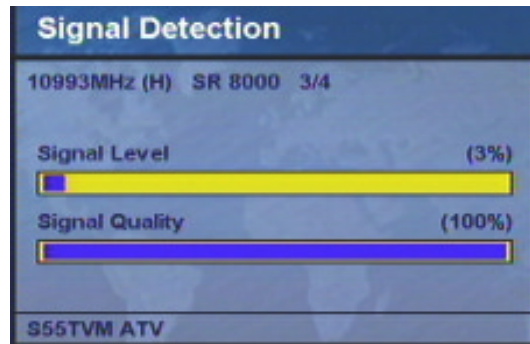 Signal Detection
10993MHz (H) SR 8000 3/4
Signal Level (3%)
Signal Quality (100%)
S55TVM ATV